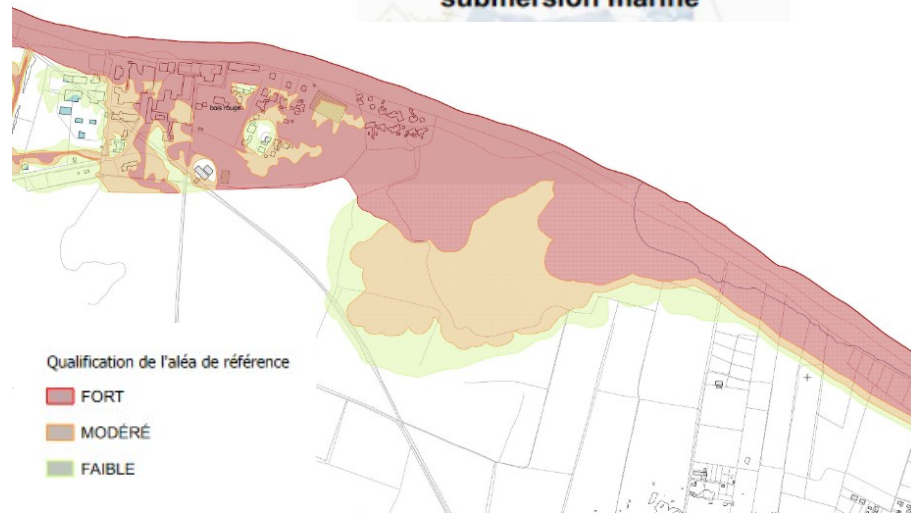 submersion marine
bois rouge
Qualification de l'aléa de référence
FORT
MODÉRÉ
FAIBLE